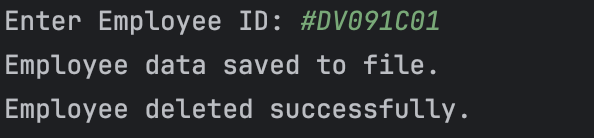 Enter Employee ID: #DV091C01
Employee data saved to file.
Employee deleted successfully.